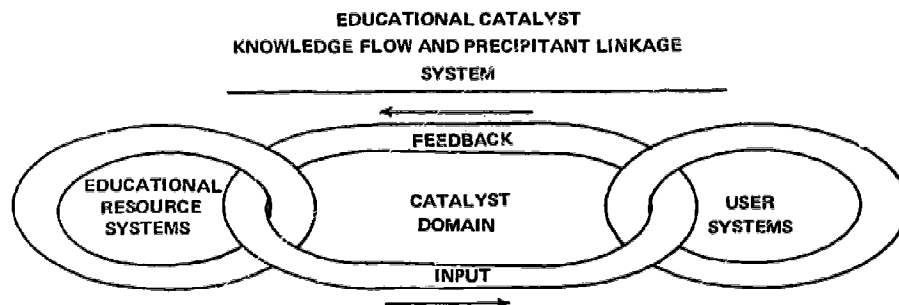 EDUCATIONAL CATALYST
KNOWLEDGE FLOW AND PRECIPITANT LINKAGE
SYSTEM
FEEDBACK
EDUCATIONAL
RESOURCE
SYSTEMS
CATALYST
DOMAIN
USER
SYSTEMS
INPUT